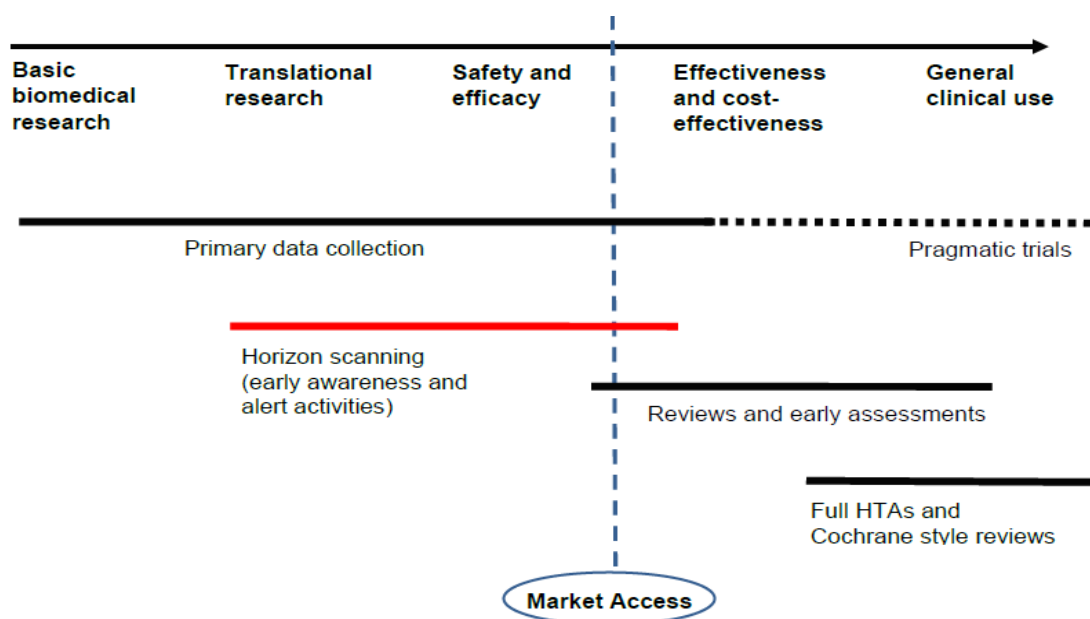 Basic
biomedical
research
Translational
research
Safety and
efficacy
Effectiveness
and cost-
effectiveness
General
clinical use
Primary data collection
Pragmatic trials
Horizon scanning
(early awareness and
alert activities)
Reviews and early assessments
Full HTAs and
Cochrane style reviews
Market Access